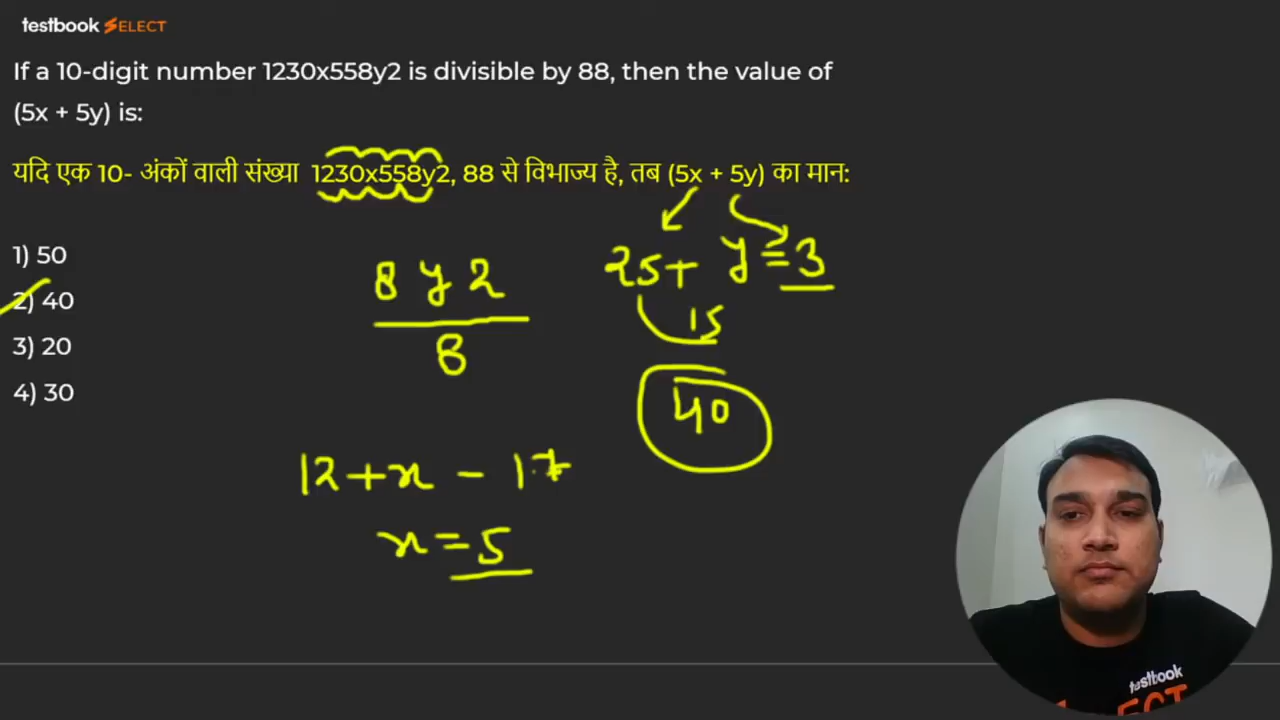 testbook SELECT
If a 10-digit number 1230x558y2 is divisible by 88, then the value of
(5x + 5y) is:
यदि एक 10- अंकों वाली संख्या 1230x558y2, 88 से विभाज्य है, तब (5x + 5y) का मान:
1) 50
2) 40
3) 20
4) 30
8 y 2
8
25+ y = 3
15
40
12 + x - 17
x = 5
testbook